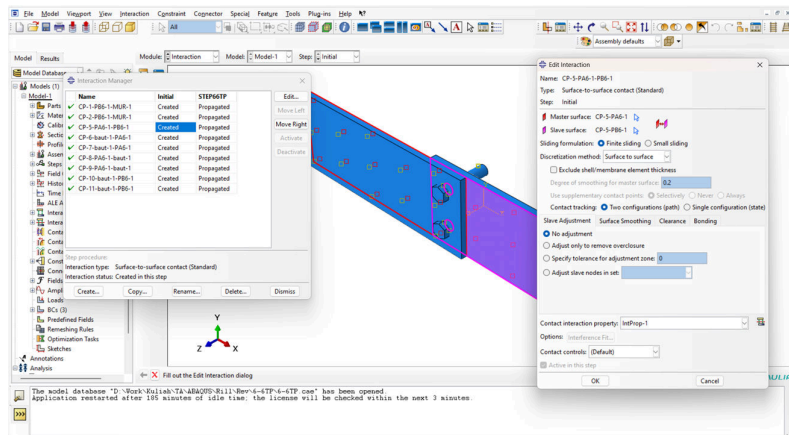 File Model Viewport View Interaction Constraint Connector Special Feature Tools Plug-ins Help
All
Assembly defaults
Model Results
Module: Interaction Model: Model-1 Step: Initial
Model Database
Models (1)
Model-1
Parts
Mater
Calib
Sectio
Profil
Assen
Steps
Field
Histor
Time
ALE A
Intera
Intera
Conta
Conta
Conta
Const
Conn
Fields
Ampl
Loads
BCs (3)
Predefined Fields
Remeshing Rules
Optimization Tasks
Sketches
Annotations
Analysis
Interaction Manager
Name Initial Step66TP
CP-1-PB6-1-MUR-1 Created Propagated
CP-2-PB6-1-MUR-1 Created Propagated
CP-5-PA6-1-PB6-1 Created Propagated
CP-6-baut-1-PA6-1 Created Propagated
CP-7-baut-1-PA6-1 Created Propagated
CP-8-PA6-1-baut-1 Created Propagated
CP-9-PA6-1-baut-1 Created Propagated
CP-10-baut-1-PB6-1 Created Propagated
CP-11-baut-1-PB6-1 Created Propagated
Edit...
Move Left
Move Right
Activate
Deactivate
Step procedure:
Interaction type: Surface-to-surface contact (Standard)
Interaction status: Created in this step
Create... Copy... Rename... Delete... Dismiss
Y
Z X
Fill out the Edit Interaction dialog
Edit Interaction
Name: CP-5-PA6-1-PB6-1
Type: Surface-to-surface contact (Standard)
Step: Initial
Master surface: CP-5-PA6-1
Slave surface: CP-5-PB6-1
Sliding formulation: Finite sliding Small sliding
Discretization method: Surface to surface
Exclude shell/membrane element thickness
Degree of smoothing for master surface: 0.2
Use supplementary contact points: Selectively Never Always
Contact tracking: Two configurations (path) Single configuration (state)
Slave Adjustment Surface Smoothing Clearance Bonding
No adjustment
Adjust only to remove overclosure
Specify tolerance for adjustment zone: 0
Adjust slave nodes in set:
Contact interaction property: IntProp-1
Options: Interference Fit...
Contact controls: (Default)
Active in this step
OK Cancel
The model database "D:\Work\Kuliah\TA\ABAQUS\Rill\Rev\6-6TP\6-6TP.cae" has been opened.
Application restarted after 185 minutes of idle time; the license will be checked within the next 3 minutes.